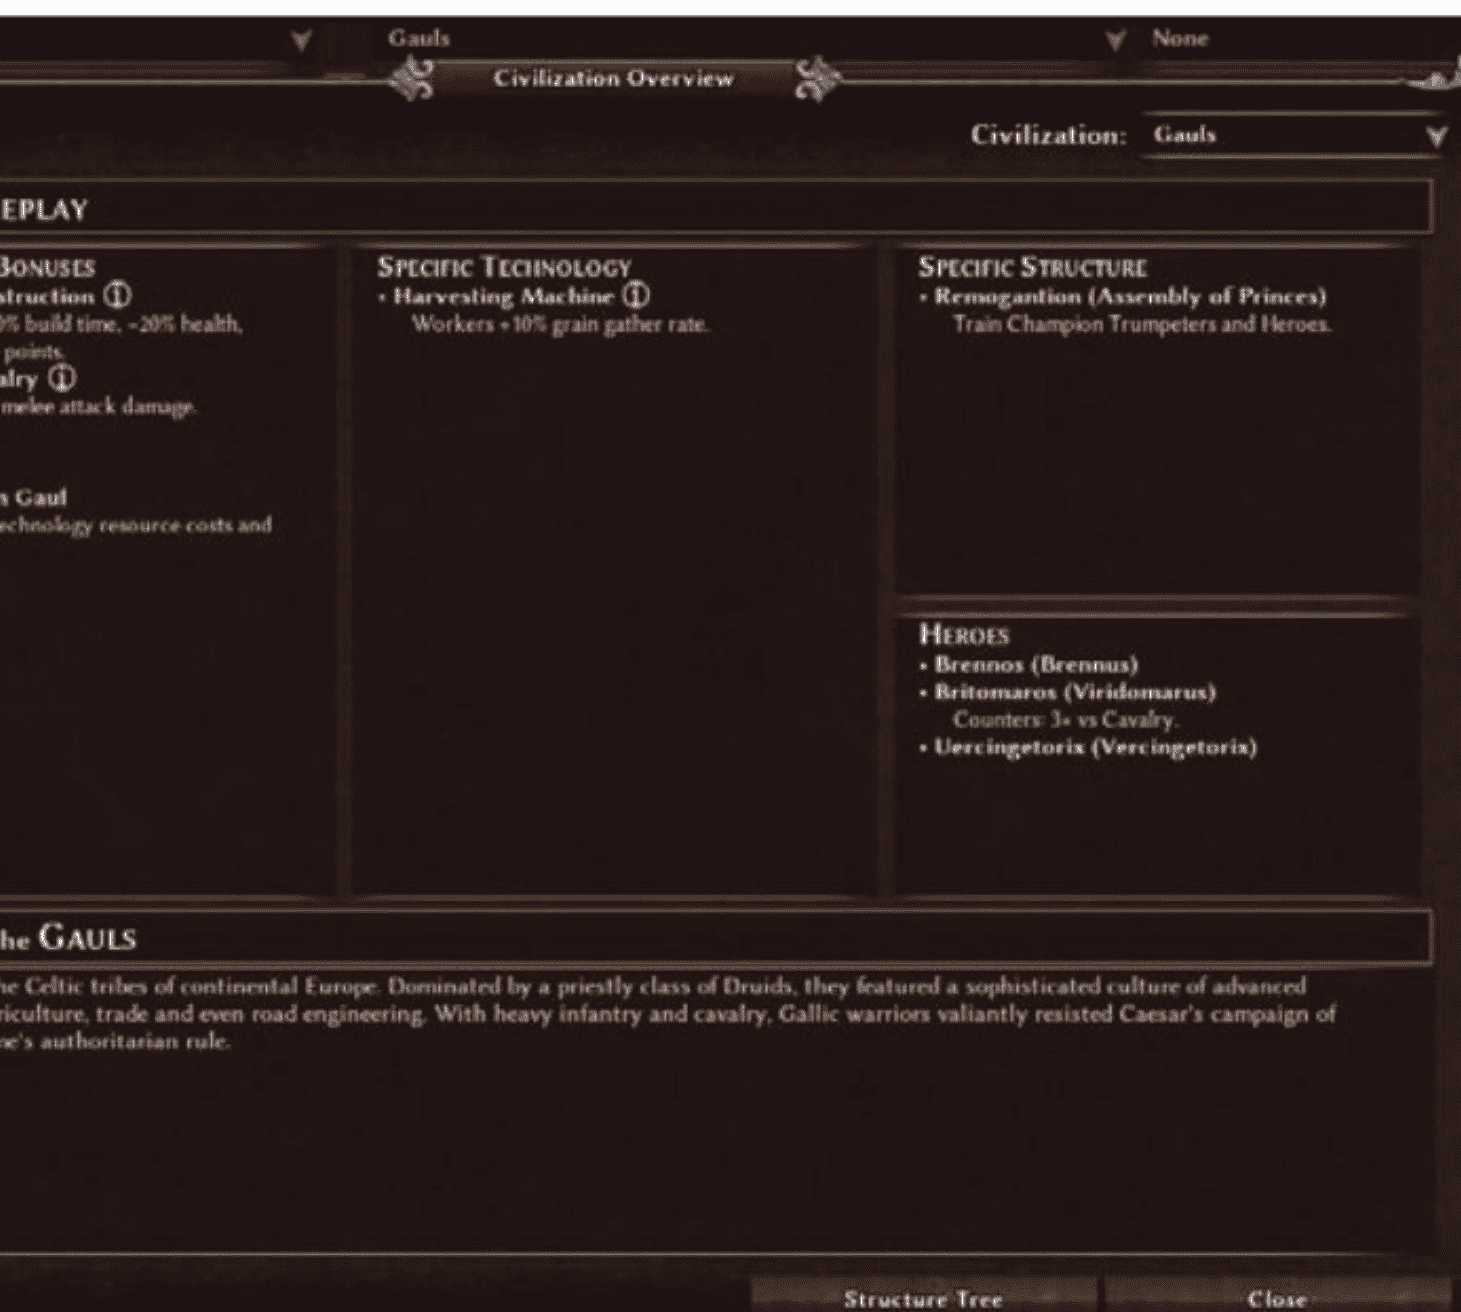 Gauls
None
Civilization Overview
Civilization: Gauls
EPLAY
BONUSES
struction
0% build time, -20% health,
points.
alry
melee attack damage.
n Gaul
echnology resource costs and
SPECIFIC TECHNOLOGY
• Harvesting Machine
Workers +10% grain gather rate.
SPECIFIC STRUCTURE
• Remogantion (Assembly of Princes)
Train Champion Trumpeters and Heroes.
HEROES
• Brennos (Brennus)
• Britomaros (Viridomarus)
Counters: 3× vs Cavalry.
• Uercingetorix (Vercingetorix)
he GAULS
he Celtic tribes of continental Europe. Dominated by a priestly class of Druids, they featured a sophisticated culture of advanced
riculture, trade and even road engineering. With heavy infantry and cavalry, Gallic warriors valiantly resisted Caesar's campaign of
me's authoritarian rule.
Structure Tree
Close